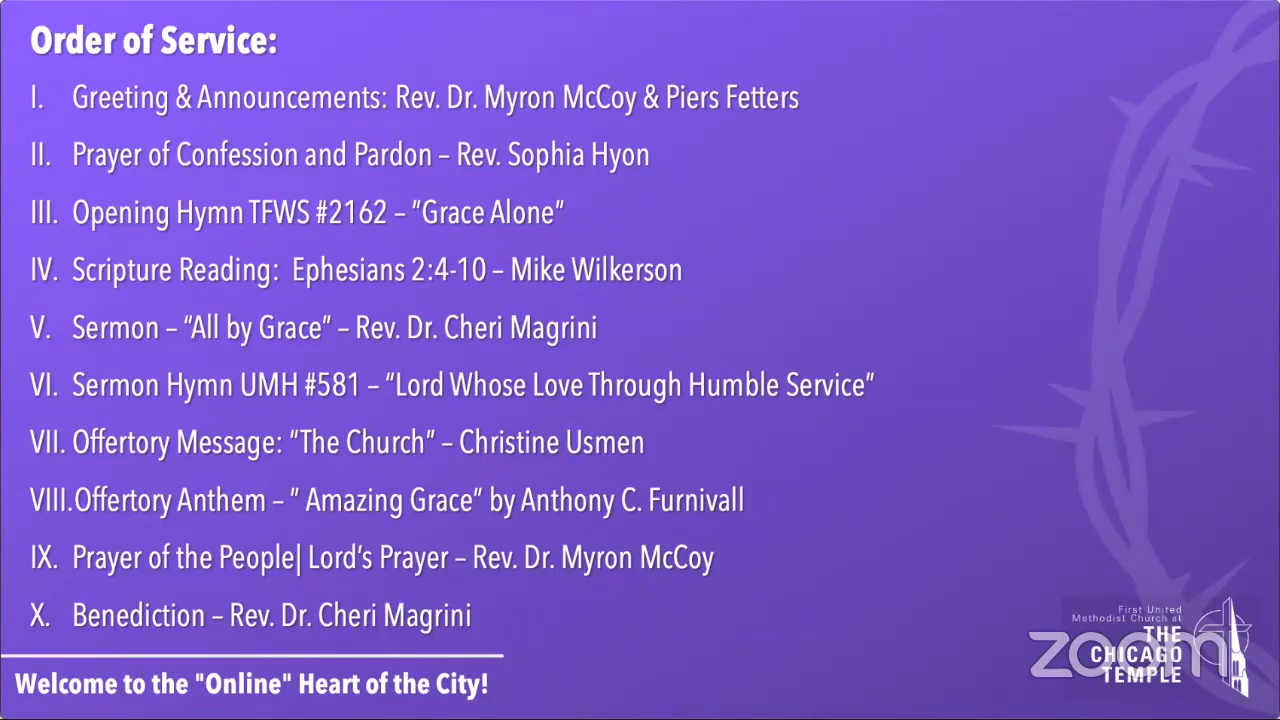 Order of Service:
I. Greeting & Announcements: Rev. Dr. Myron McCoy & Piers Fetters
II. Prayer of Confession and Pardon – Rev. Sophia Hyon
III. Opening Hymn TFWS #2162 – "Grace Alone"
IV. Scripture Reading:  Ephesians 2:4-10 – Mike Wilkerson
V. Sermon – "All by Grace" – Rev. Dr. Cheri Magrini
VI. Sermon Hymn UMH #581 – "Lord Whose Love Through Humble Service"
VII. Offertory Message: "The Church" – Christine Usmen
VIII.Offertory Anthem – " Amazing Grace" by Anthony C. Furnivall
IX. Prayer of the People| Lord's Prayer – Rev. Dr. Myron McCoy
X. Benediction – Rev. Dr. Cheri Magrini
Welcome to the "Online" Heart of the City!
First United
Methodist Church at
THE
CHICAGO
TEMPLE
zoom